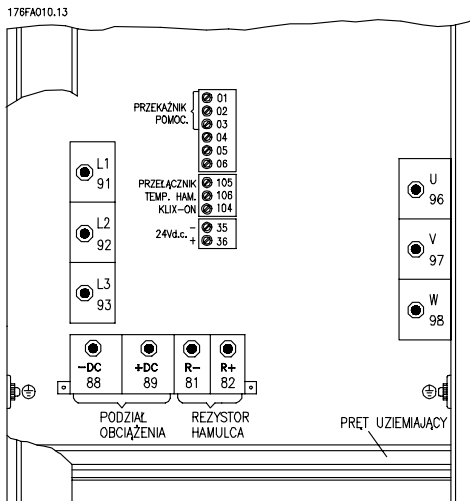 176FA010.13
PRZEKAŹNIK
POMOC.
01
02
03
04
05
06
PRZEŁĄCZNIK
TEMP. HAM.
KLIX-ON
105
106
104
24Vd.c.
-
+
35
36
L1
91
L2
92
L3
93
U
96
V
97
W
98
-DC
88
+DC
89
R-
81
R+
82
PODZIAŁ
OBCIĄŻENIA
REZYSTOR
HAMULCA
PRĘT UZIEMIAJĄCY